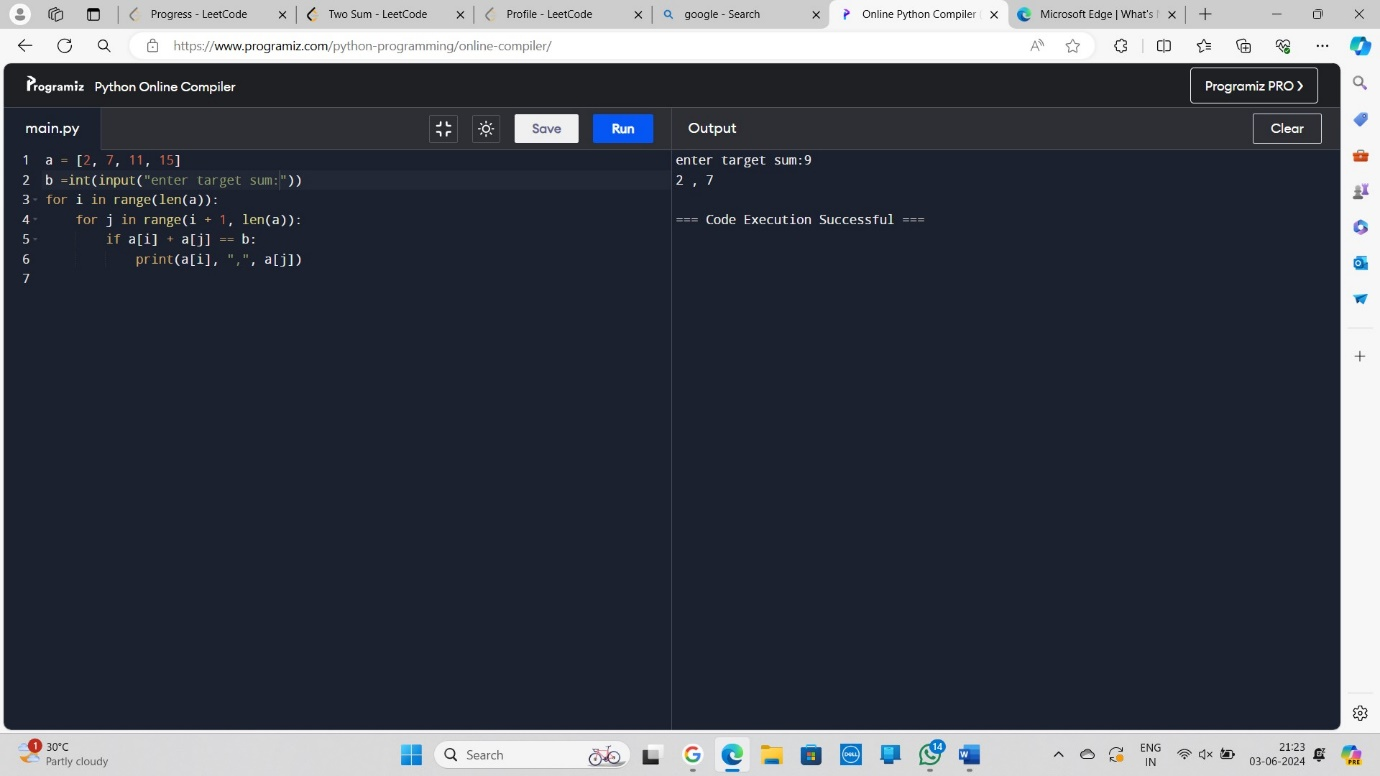 Progress - LeetCode
Two Sum - LeetCode
Profile - LeetCode
google - Search
Online Python Compiler
Microsoft Edge | What's
https://www.programiz.com/python-programming/online-compiler/
Programiz Python Online Compiler
Programiz PRO >
main.py
Save
Run
Output
Clear
1 a = [2, 7, 11, 15]
2 b =int(input("enter target sum:"))
3 for i in range(len(a)):
4 for j in range(i + 1, len(a)):
5 if a[i] + a[j] == b:
6 print(a[i], ",", a[j])
7
enter target sum:9
2 , 7
=== Code Execution Successful ===
1
30°C
Partly cloudy
Search
DELL
14
W
ENG
IN
21:23
03-06-2024
PRE